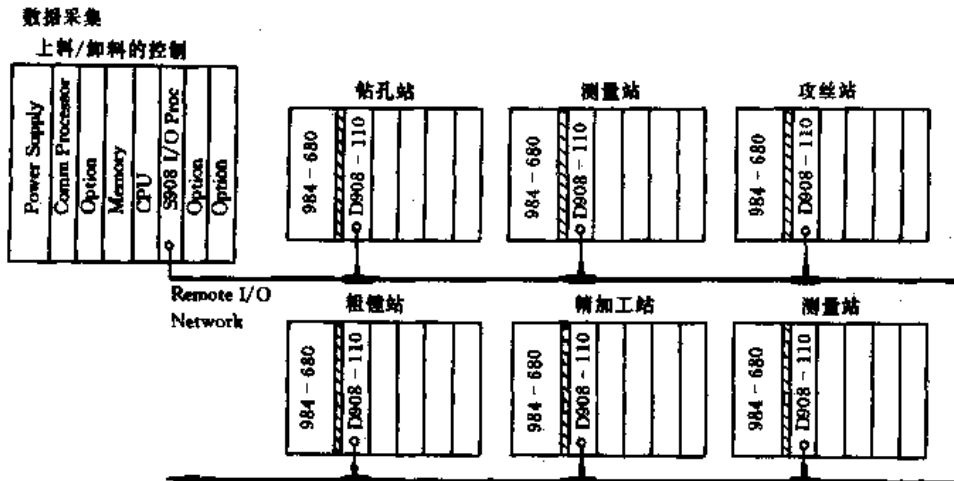 数据采集
上料/卸料的控制
Power Supply
Comm Processor
Option
Memory
CPU
S908 I/O Proc
Option
Option
钻孔站
984-680
D908-110
测量站
984-680
D908-110
攻丝站
984-680
D908-110
Remote I/O
Network
粗镗站
984-680
D908-110
精加工站
984-680
D908-110
测量站
984-680
D908-110